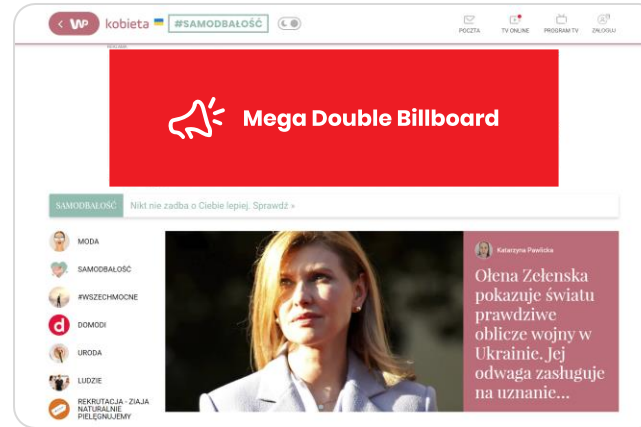 WP kobieta #SAMODBAŁOŚĆ
POCZTA TV ONLINE PROGRAM TV ZALOGUJ
REKLAMA
Mega Double Billboard
SAMODBAŁOŚĆ Nikt nie zadba o Ciebie lepiej. Sprawdź »
MODA
SAMODBAŁOŚĆ
#WSZECHMOCNE
DOMODI
URODA
LUDZIE
REKRUTACJA - ZIAJA
NATURALNIE
PIELĘGNUJEMY
Katarzyna Pawlicka
Ołena Zełenska
pokazuje światu
prawdziwe
oblicze wojny w
Ukrainie. Jej
odwaga zasługuje
na uznanie...